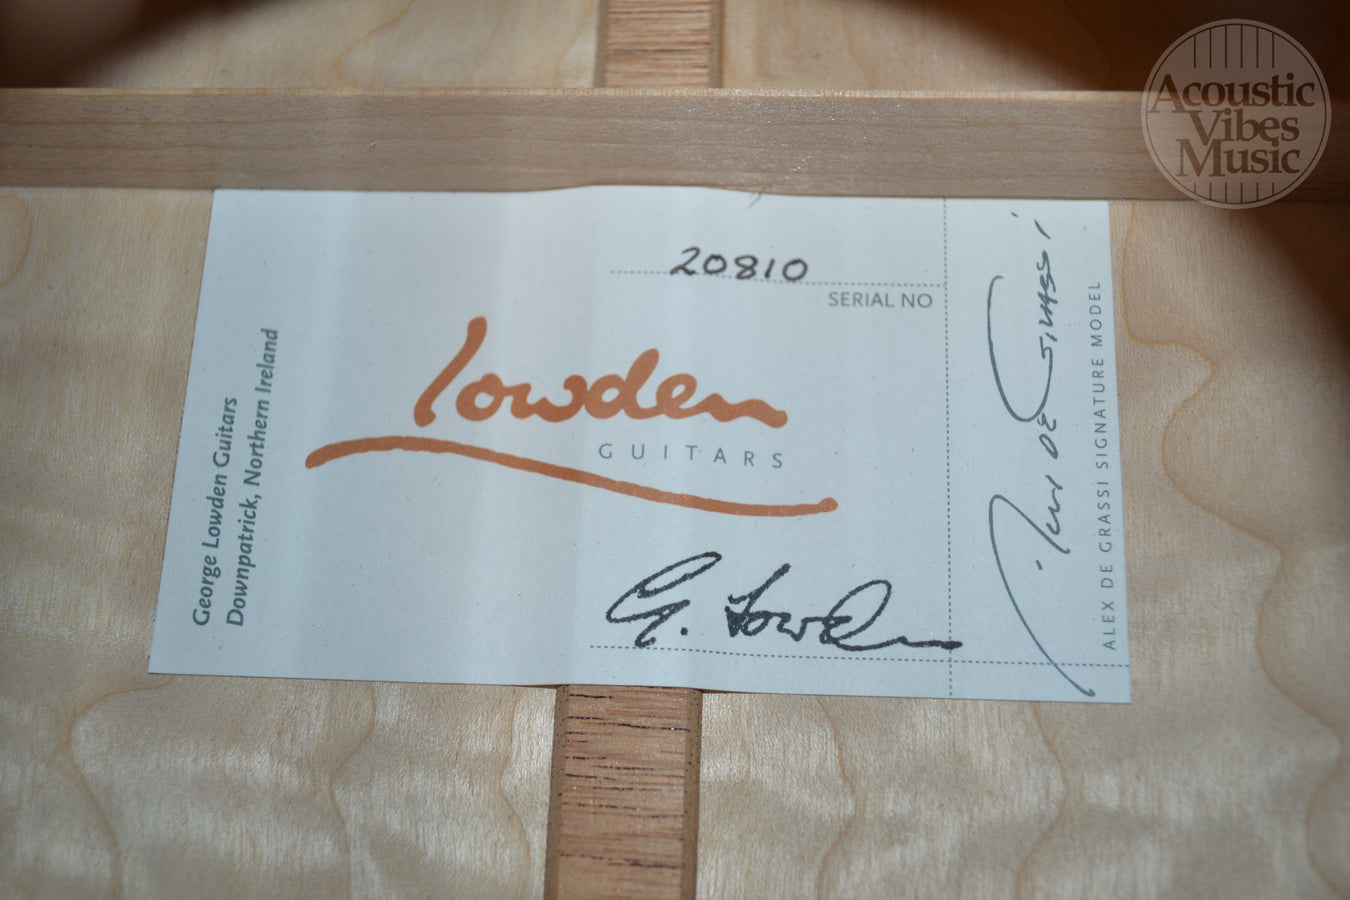 Acoustic
Vibes
Music
20810
SERIAL NO
lowden
GUITARS
George Lowden Guitars
Downpatrick, Northern Ireland
G. Lowden
ALEX DE GRASSI SIGNATURE MODEL